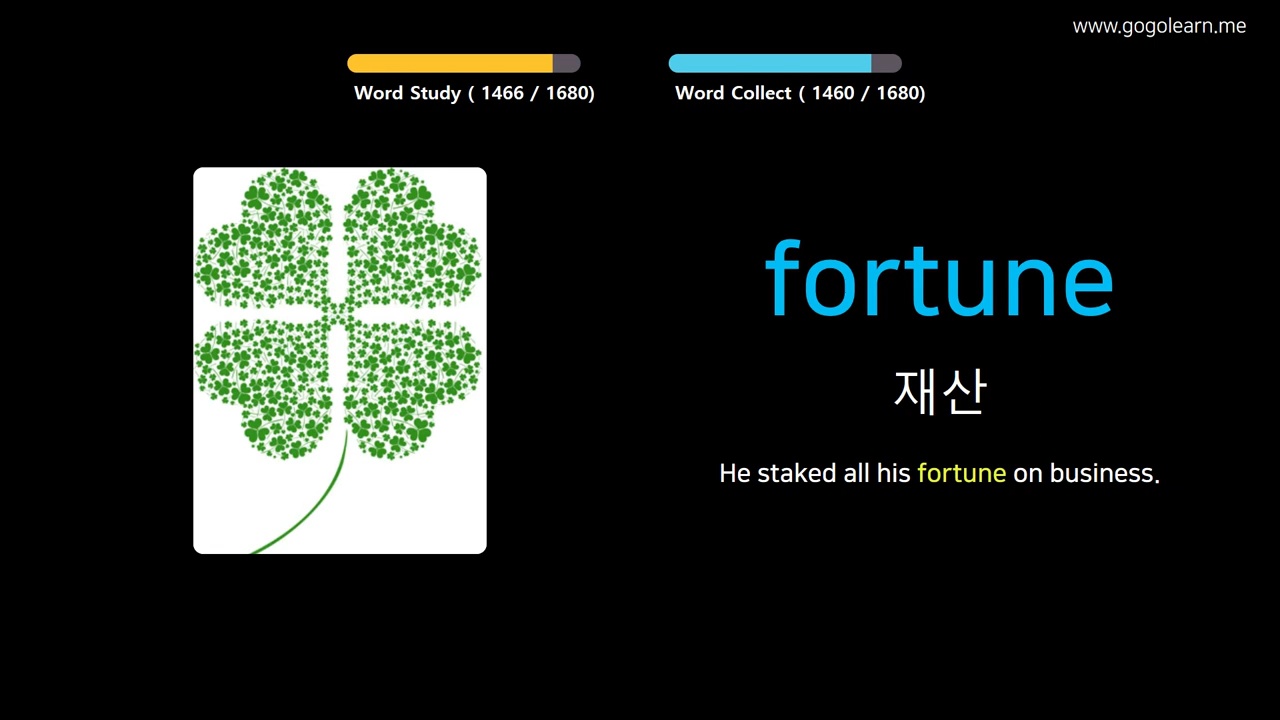 www.gogolearn.me
Word Study ( 1466 / 1680)
Word Collect ( 1460 / 1680)
fortune
재산
He staked all his fortune on business.